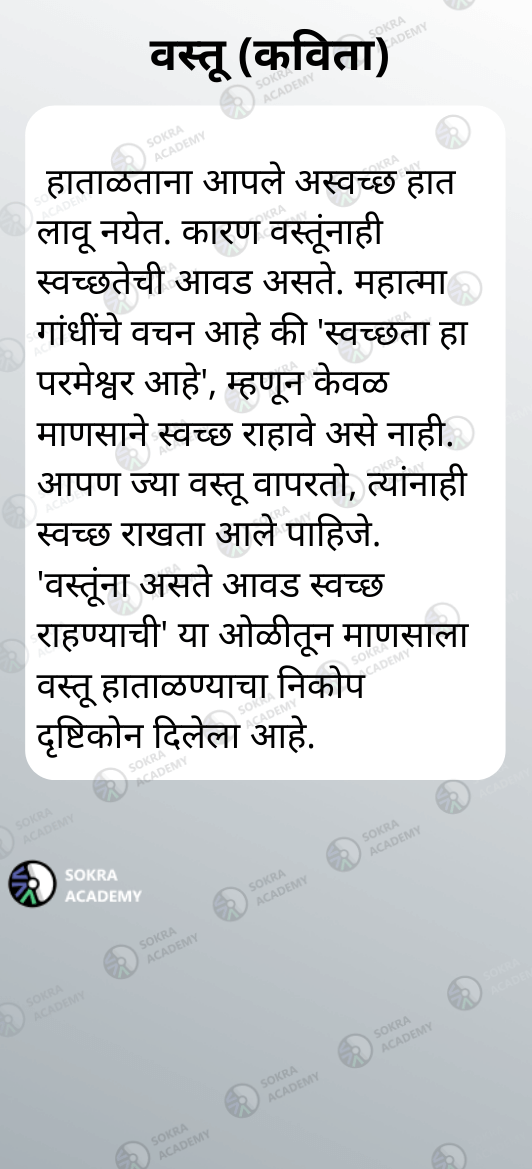 वस्तू (कविता)
हाताळताना आपले अस्वच्छ हात
लावू नयेत. कारण वस्तूंनाही
स्वच्छतेची आवड असते. महात्मा
गांधींचे वचन आहे की 'स्वच्छता हा
परमेश्वर आहे', म्हणून केवळ
माणसाने स्वच्छ राहावे असे नाही.
आपण ज्या वस्तू वापरतो, त्यांनाही
स्वच्छ राखता आले पाहिजे.
'वस्तूंना असते आवड स्वच्छ
राहण्याची' या ओळीतून माणसाला
वस्तू हाताळण्याचा निकोप
दृष्टिकोन दिलेला आहे.
SOKRA
ACADEMY